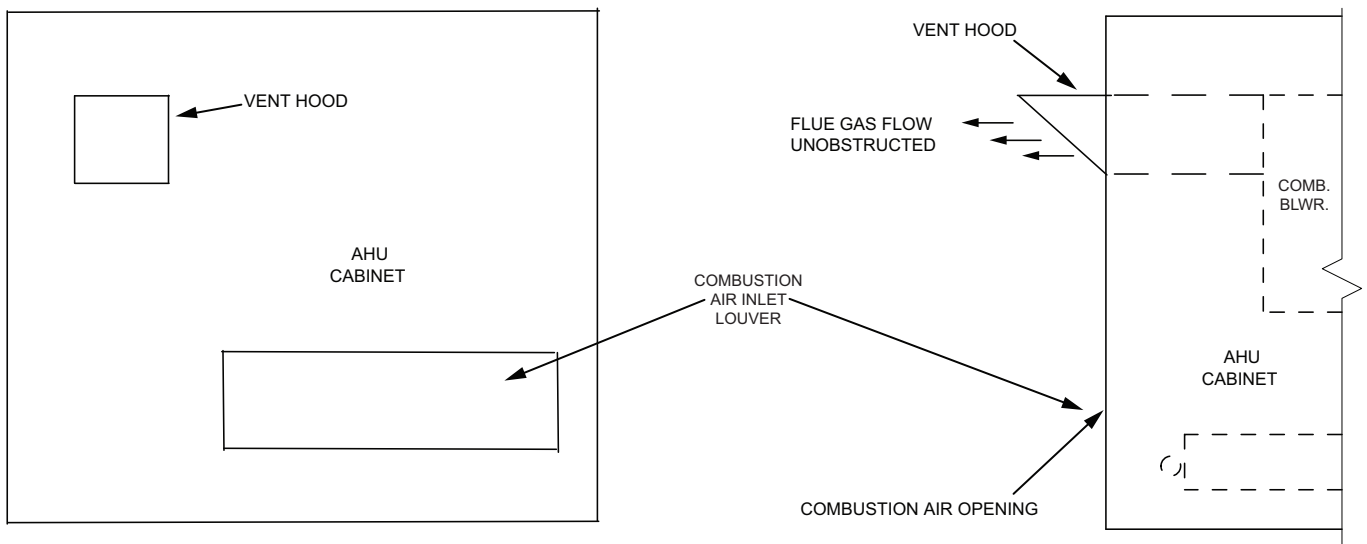 VENT HOOD
AHU
CABINET
COMBUSTION
AIR INLET
LOUVER
VENT HOOD
FLUE GAS FLOW
UNOBSTRUCTED
COMB.
BLWR.
AHU
CABINET
COMBUSTION AIR OPENING